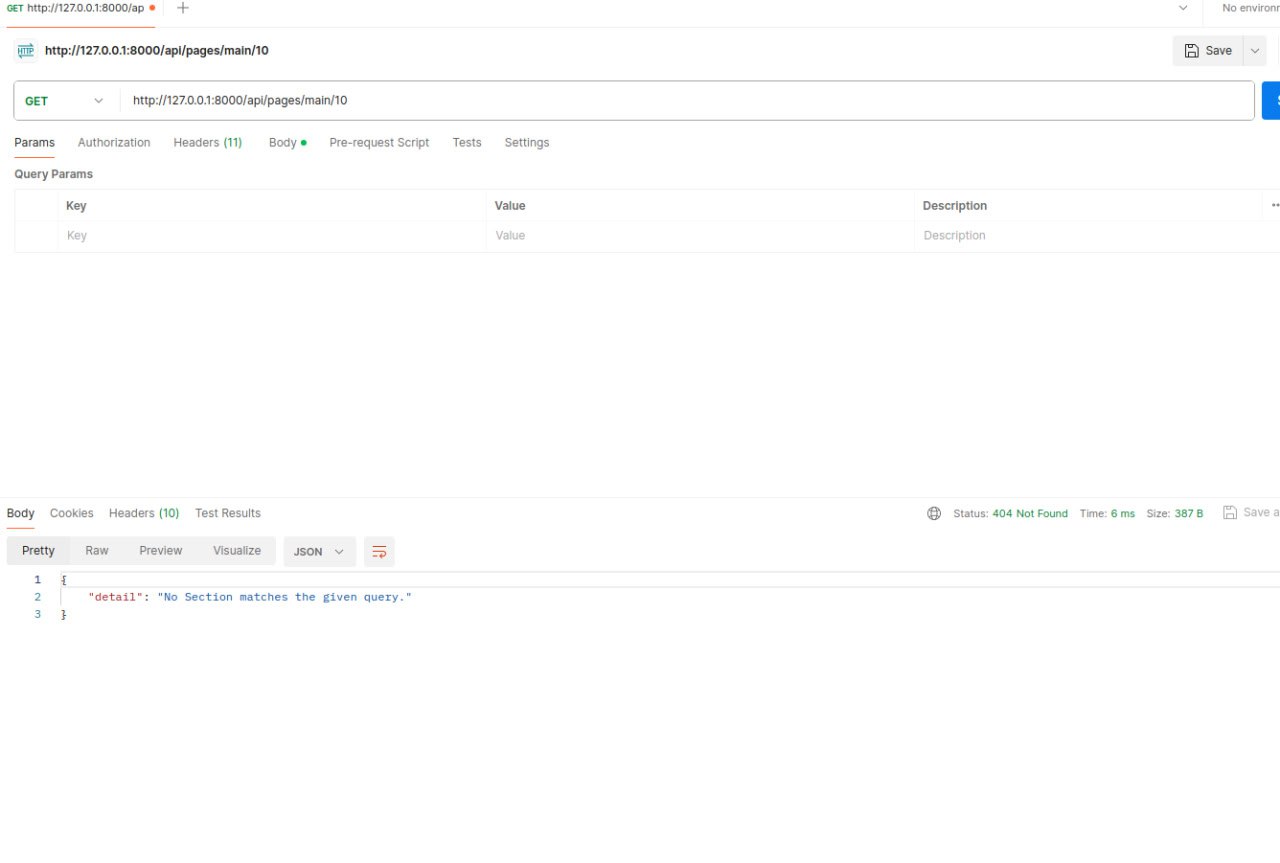 GET http://127.0.0.1:8000/ap
No environ
HTTP http://127.0.0.1:8000/api/pages/main/10
Save
GET http://127.0.0.1:8000/api/pages/main/10
Params Authorization Headers (11) Body Pre-request Script Tests Settings
Query Params
Key Value Description
Key Value Description
Body Cookies Headers (10) Test Results
Status: 404 Not Found Time: 6 ms Size: 387 B Save a
Pretty Raw Preview Visualize JSON
1 {
2 "detail": "No Section matches the given query."
3 }